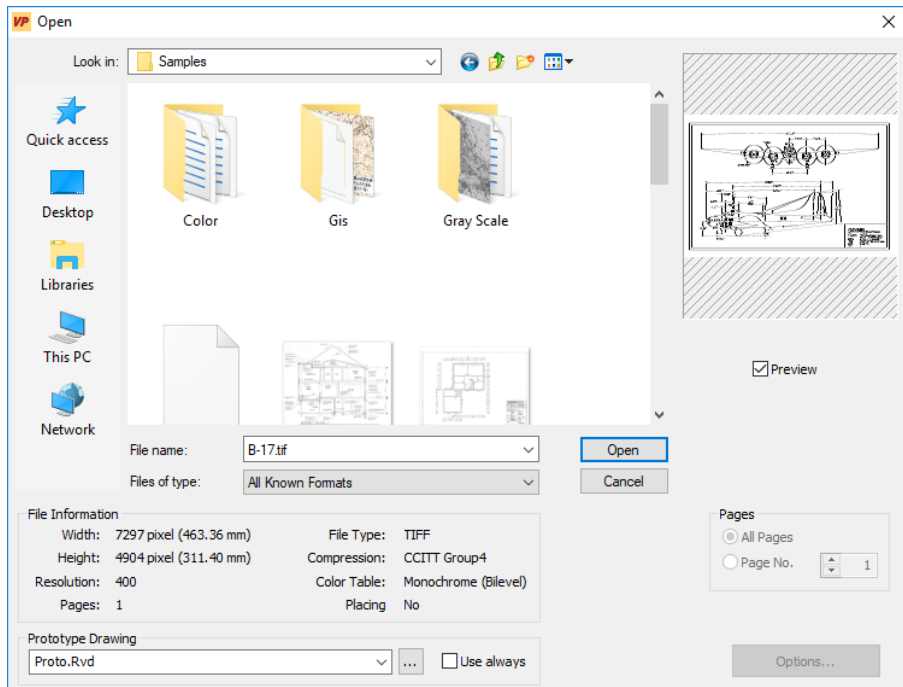 VP Open
Look in: Samples
Quick access
Desktop
Libraries
This PC
Network
Color
Gis
Gray Scale
Preview
File name: B-17.tif
Open
Files of type: All Known Formats
Cancel
File Information
Width: 7297 pixel (463.36 mm)
File Type: TIFF
Height: 4904 pixel (311.40 mm)
Compression: CCITT Group4
Resolution: 400
Color Table: Monochrome (Bilevel)
Pages: 1
Placing No
Pages
All Pages
Page No. 1
Prototype Drawing
Proto.Rvd
...
Use always
Options...